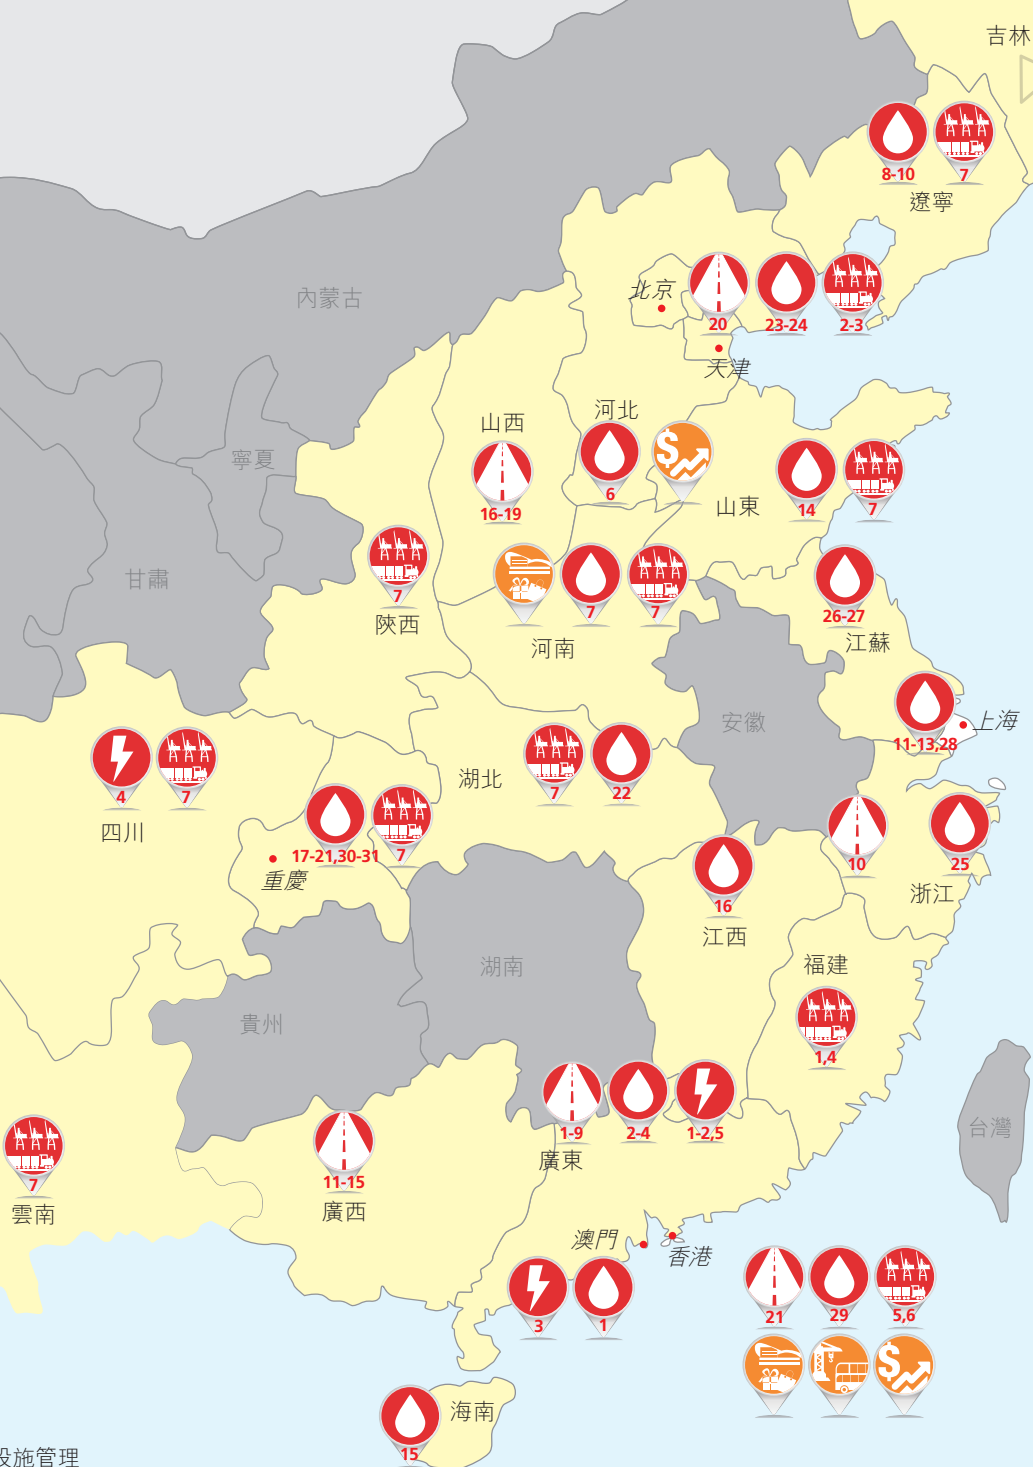 吉林
8-10
7
遼寧
內蒙古
北京
20
23-24
2-3
天津
山西
河北
16-19
6
寧夏
山東
14
7
甘肅
7
陝西
7
7
河南
26-27
江蘇
安徽
11-13,28
上海
4
7
四川
湖北
7
22
17-21,30-31
7
重慶
10
25
浙江
16
江西
湖南
福建
貴州
1,4
7
雲南
1-9
2-4
1-2,5
廣東
台灣
11-15
廣西
澳門
香港
3
1
21
29
5,6
$
$
15
海南
設施管理